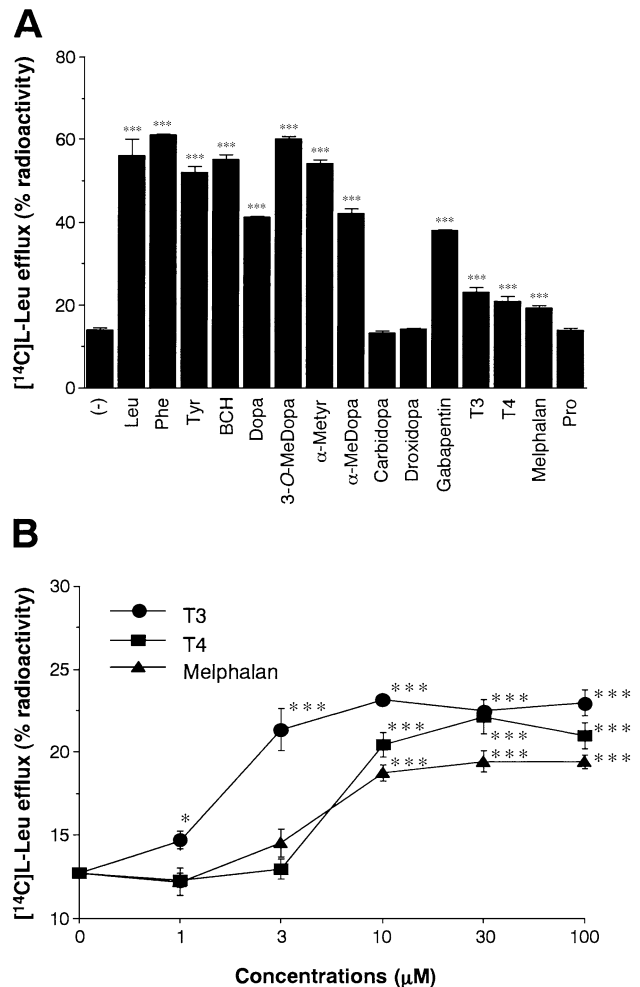 A
[¹⁴C]L-Leu efflux (% radioactivity)
80
60
40
20
0
*** *** *** *** *** *** *** *** *** *** *** ***
(-) Leu Phe Tyr BCH Dopa 3-O-MeDopa α-Metyr α-MeDopa Carbidopa Droxidopa Gabapentin T3 T4 Melphalan Pro
B
[¹⁴C]L-Leu efflux (% radioactivity)
30
25
20
15
10
T3
T4
Melphalan
* *** *** *** ***
*** *** ***
*** *** ***
0 1 3 10 30 100
Concentrations (μM)